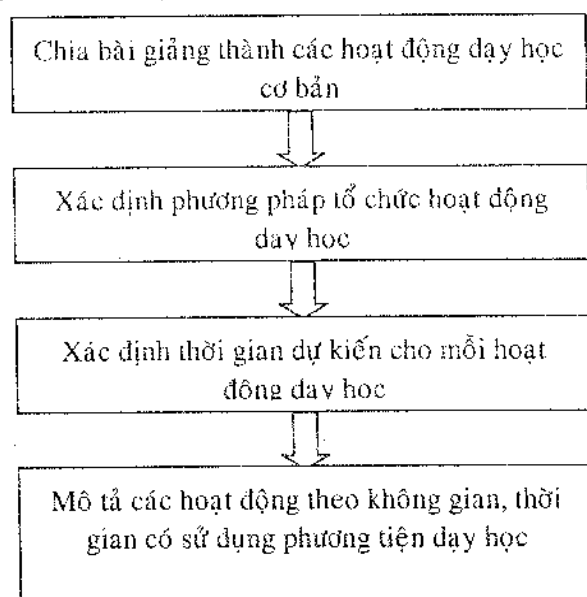 Chia bài giảng thành các hoạt động dạy học
cơ bản
Xác định phương pháp tổ chức hoạt động
dạy học
Xác định thời gian dự kiến cho mỗi hoạt
động dạy học
Mô tả các hoạt động theo không gian, thời
gian có sử dụng phương tiện dạy học